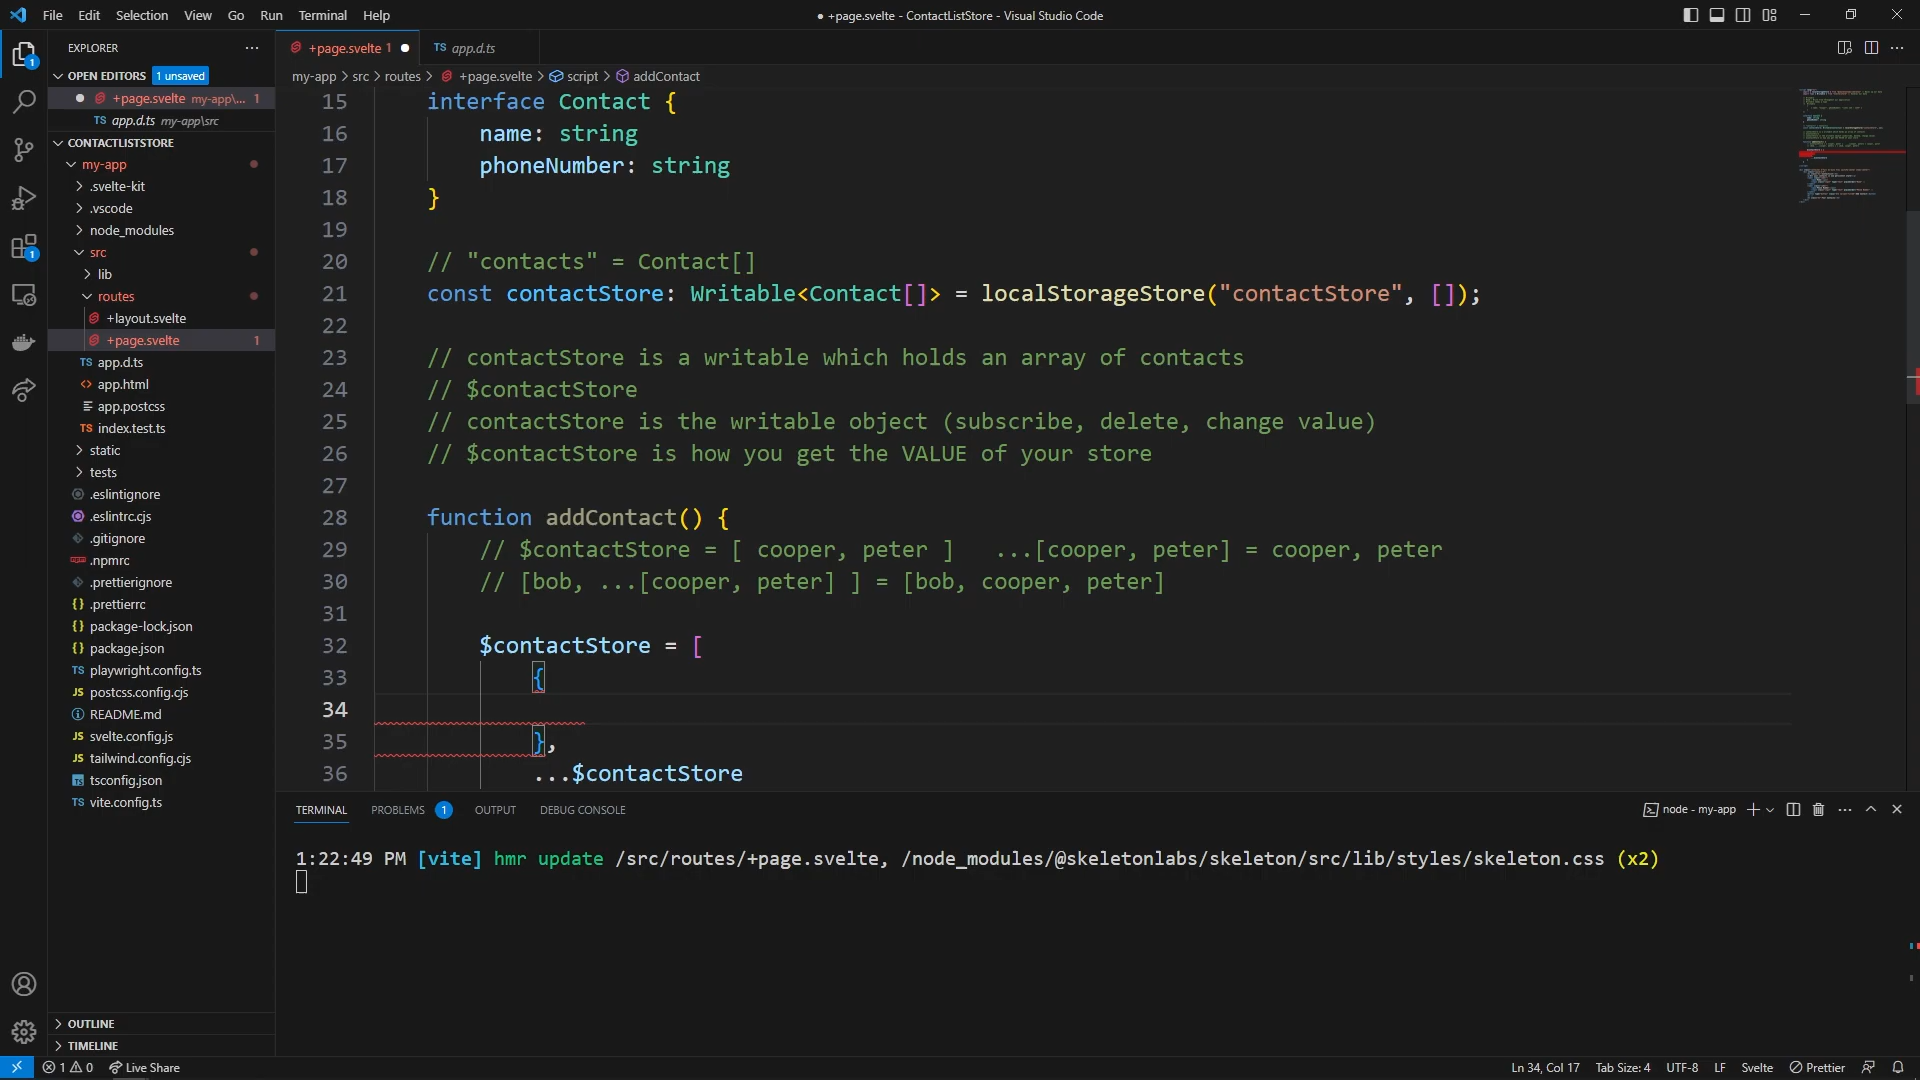 File Edit Selection View Go Run Terminal Help
● +page.svelte - ContactListStore - Visual Studio Code
EXPLORER
OPEN EDITORS 1 unsaved
+page.svelte my-app\... 1
TS app.d.ts my-app\src
CONTACTLISTSTORE
my-app
.svelte-kit
.vscode
node_modules
src
lib
routes
+layout.svelte
+page.svelte 1
TS app.d.ts
<> app.html
app.postcss
TS index.test.ts
static
tests
.eslintignore
.eslintrc.cjs
.gitignore
.npmrc
.prettierignore
{} .prettierrc
{} package-lock.json
{} package.json
TS playwright.config.ts
JS postcss.config.cjs
README.md
JS svelte.config.js
JS tailwind.config.cjs
TS tsconfig.json
TS vite.config.ts
OUTLINE
TIMELINE
+page.svelte 1 ●
TS app.d.ts
my-app > src > routes > +page.svelte > script > addContact
15 interface Contact {
16 name: string
17 phoneNumber: string
18 }
19
20 // "contacts" = Contact[]
21 const contactStore: Writable<Contact[]> = localStorageStore("contactStore", []);
22
23 // contactStore is a writable which holds an array of contacts
24 // $contactStore
25 // contactStore is the writable object (subscribe, delete, change value)
26 // $contactStore is how you get the VALUE of your store
27
28 function addContact() {
29 // $contactStore = [ cooper, peter ]   ...[cooper, peter] = cooper, peter
30 // [bob, ...[cooper, peter] ] = [bob, cooper, peter]
31
32 $contactStore = [
33 {
34
35 },
36 ...$contactStore
TERMINAL PROBLEMS 1 OUTPUT DEBUG CONSOLE
node - my-app
1:22:49 PM [vite] hmr update /src/routes/+page.svelte, /node_modules/@skeletonlabs/skeleton/src/lib/styles/skeleton.css (x2)
1 0 Live Share
Ln 34, Col 17 Tab Size: 4 UTF-8 LF Svelte Prettier